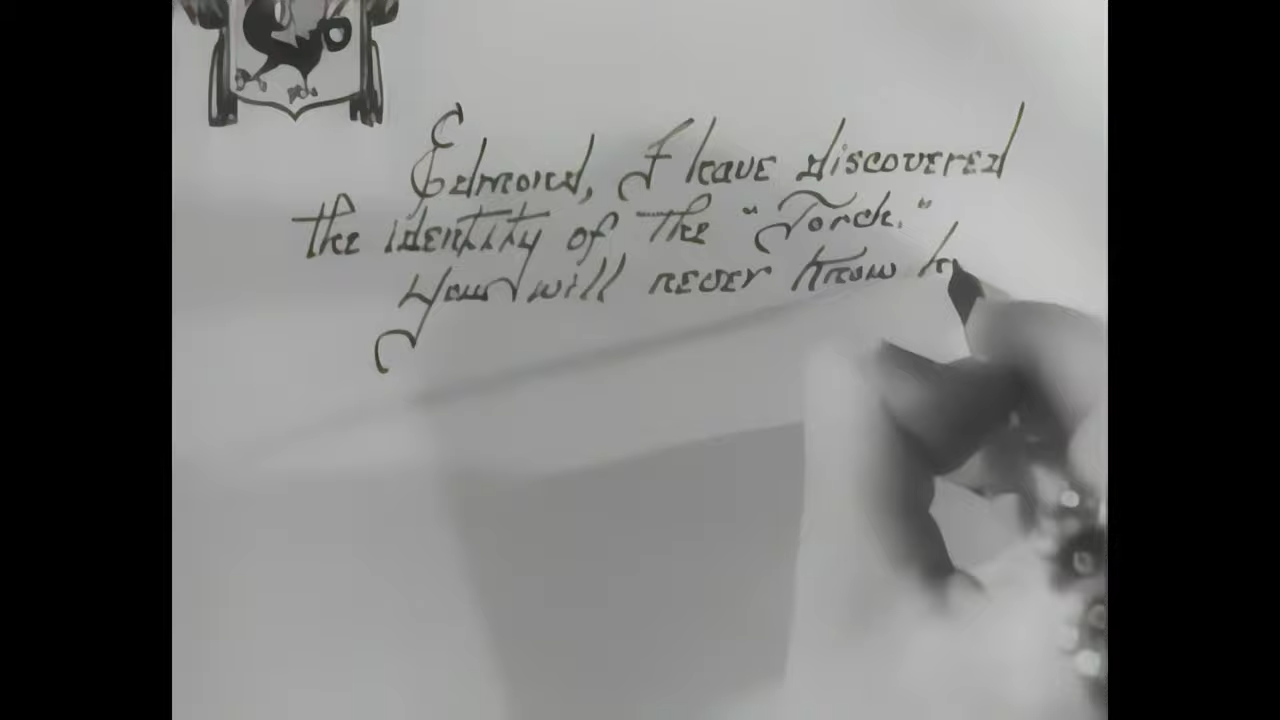 Edmond, I have discovered
the identity of the "Torch."
You will never know h